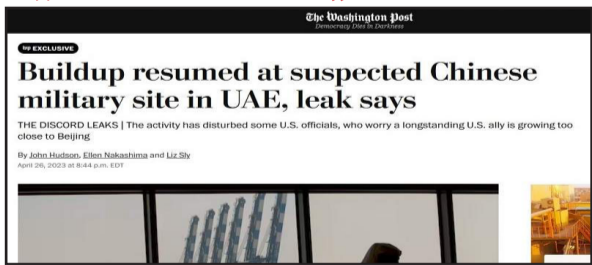 The Washington Post
Democracy Dies in Darkness
wp EXCLUSIVE
Buildup resumed at suspected Chinese
military site in UAE, leak says
THE DISCORD LEAKS | The activity has disturbed some U.S. officials, who worry a longstanding U.S. ally is growing too
close to Beijing
By John Hudson, Ellen Nakashima and Liz Sly
April 26, 2023 at 8:44 p.m. EDT